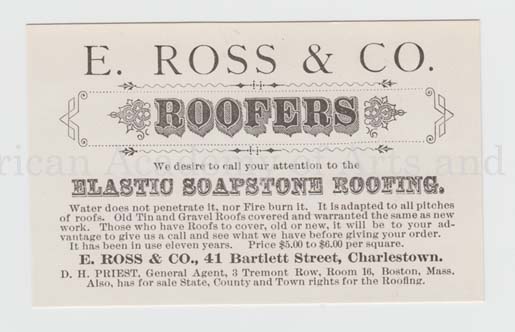 E. ROSS & CO.
ROOFERS
We desire to call your attention to the
ELASTIC SOAPSTONE ROOFING.
Water does not penetrate it, nor Fire burn it. It is adapted to all pitches
of roofs. Old Tin and Gravel Roofs covered and warranted the same as new
work. Those who have Roofs to cover, old or new, it will be to your ad-
vantage to give us a call and see what we have before giving your order.
It has been in use eleven years. Price $5.00 to $6.00 per square.
E. ROSS & CO., 41 Bartlett Street, Charlestown.
D. H. PRIEST, General Agent, 3 Tremont Row, Room 16, Boston, Mass.
Also, has for sale State, County and Town rights for the Roofing.